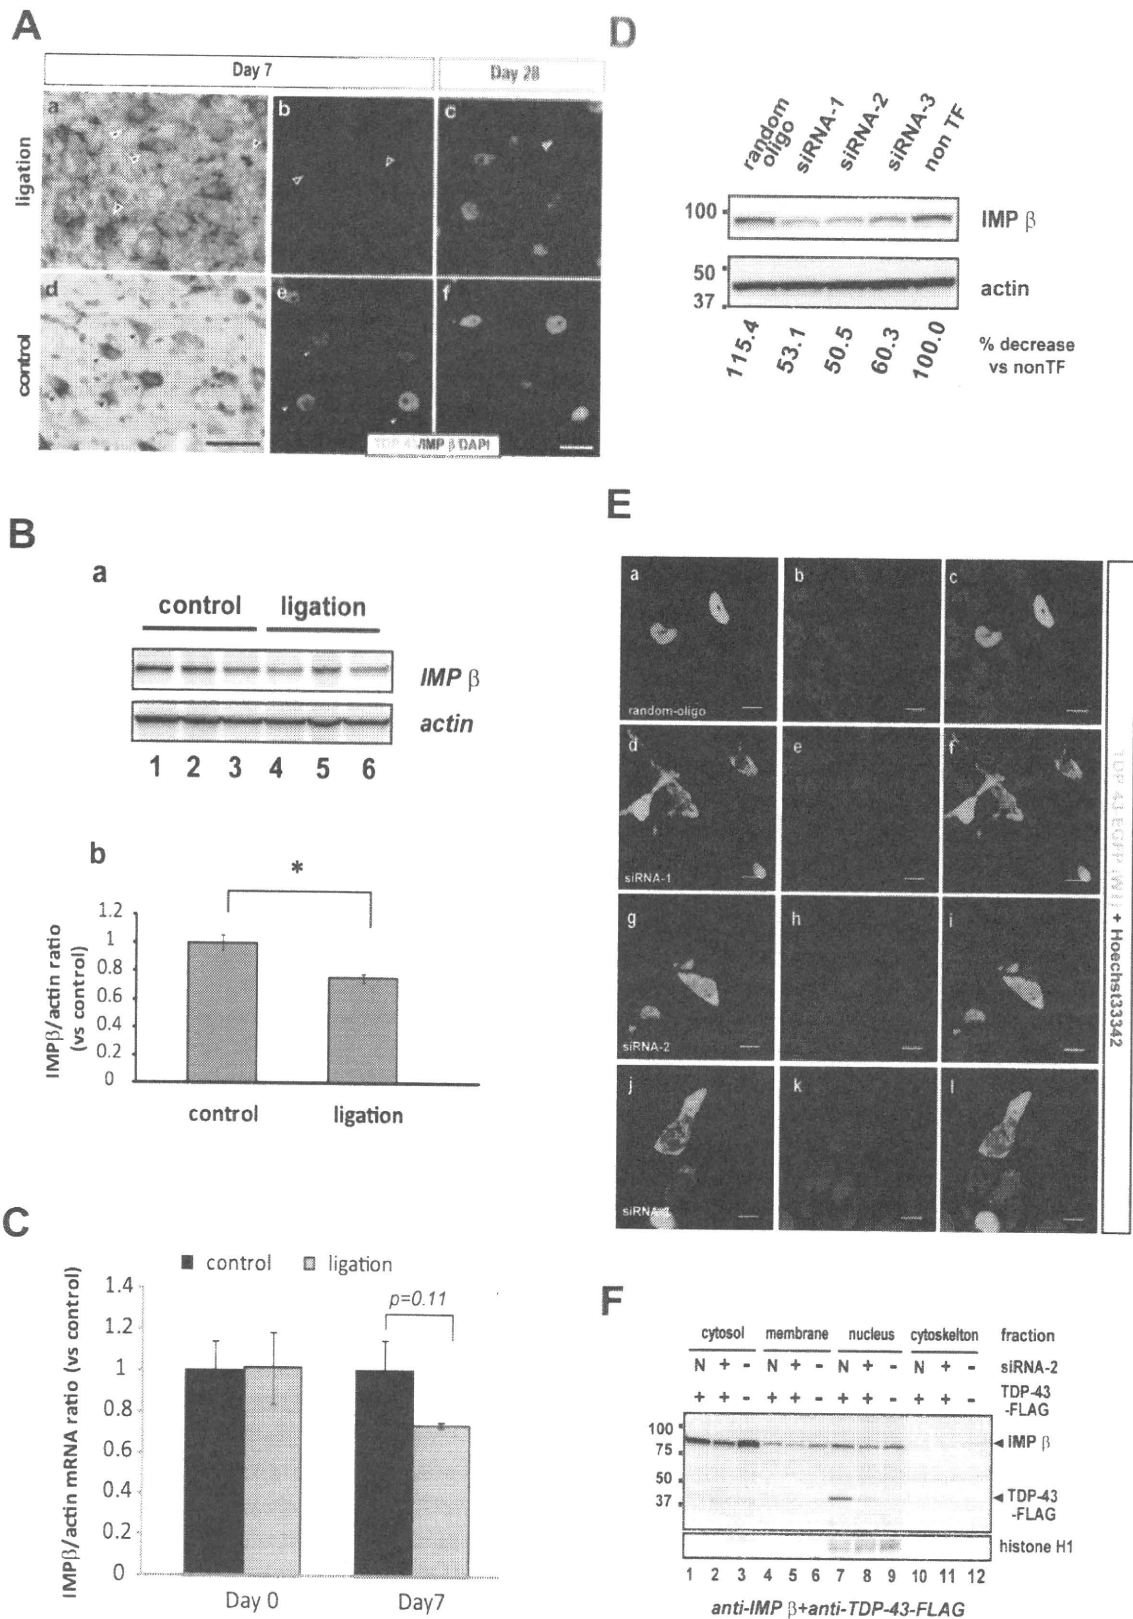 A
Day 7
Day 28
ligation
control
a
b
c
d
e
f
/IMP β DAPI
B
a
control
ligation
IMP β
actin
1 2 3 4 5 6
b
*
1.2
1
0.8
0.6
0.4
0.2
0
IMPβ/actin ratio
(vs control)
control
ligation
C
control
ligation
p=0.11
1.4
1.2
1
0.8
0.6
0.4
0.2
0
IMPβ/actin mRNA ratio (vs control)
Day 0
Day7
D
random
oligo
siRNA-1
siRNA-2
siRNA-3
non TF
100
IMP β
50
37
actin
115.4
53.1
50.5
60.3
100.0
% decrease
vs nonTF
E
a
b
c
random-oligo
d
e
f
siRNA-1
g
h
i
siRNA-2
j
k
l
TDP-43-EGFP + Hoechst33342
F
cytosol membrane nucleus cytoskelton fraction
N + - N + - N + - N + - siRNA-2
+ + - + + - + + - + + - TDP-43
-FLAG
100
75
50
37
IMP β
TDP-43
-FLAG
histone H1
1 2 3 4 5 6 7 8 9 10 11 12
anti-IMP β+anti-TDP-43-FLAG